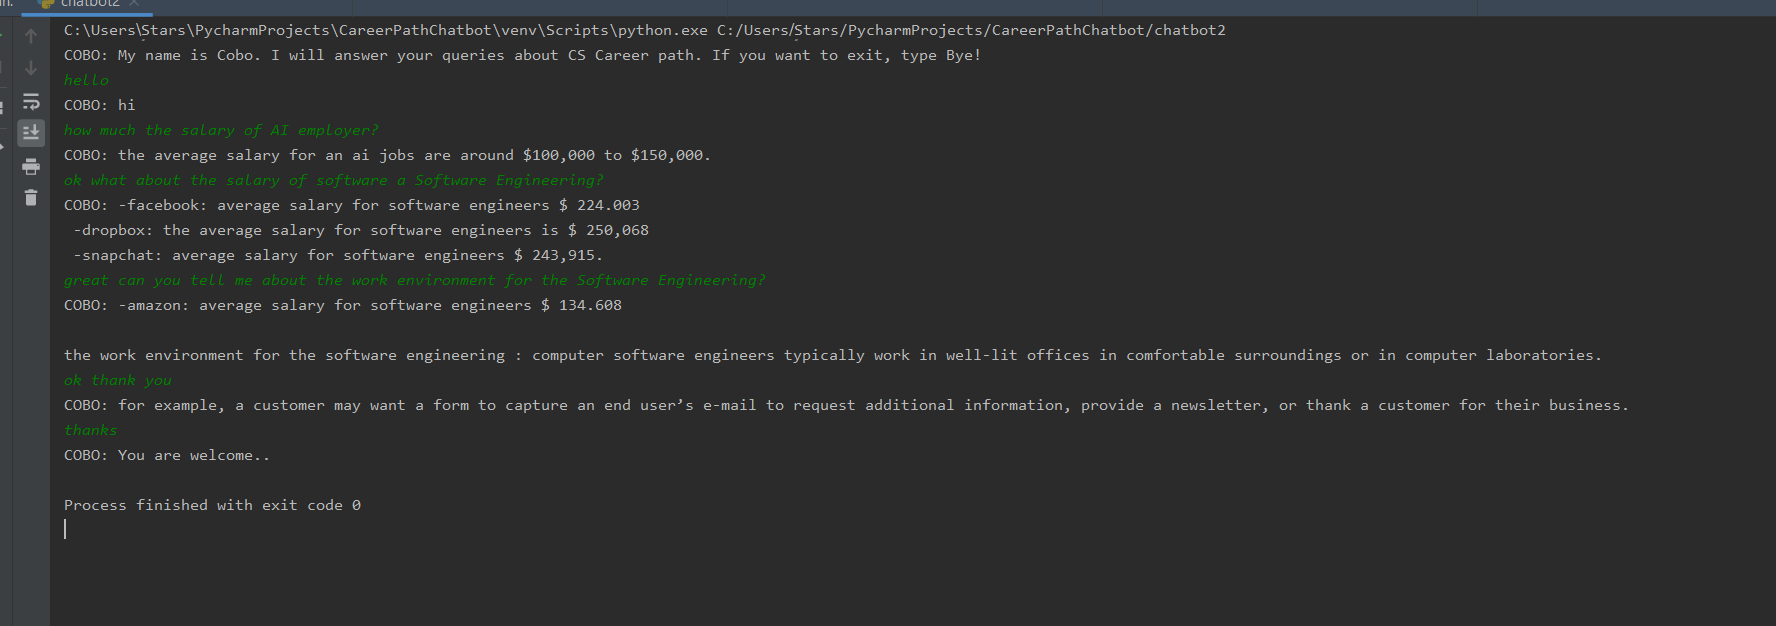 chatbot2
C:\Users\Stars\PycharmProjects\CareerPathChatbot\venv\Scripts\python.exe C:/Users/Stars/PycharmProjects/CareerPathChatbot/chatbot2
COBO: My name is Cobo. I will answer your queries about CS Career path. If you want to exit, type Bye!
hello
COBO: hi
how much the salary of AI employer?
COBO: the average salary for an ai jobs are around $100,000 to $150,000.
ok what about the salary of software a Software Engineering?
COBO: -facebook: average salary for software engineers $ 224.003
-dropbox: the average salary for software engineers is $ 250,068
-snapchat: average salary for software engineers $ 243,915.
great can you tell me about the work environment for the Software Engineering?
COBO: -amazon: average salary for software engineers $ 134.608
the work environment for the software engineering : computer software engineers typically work in well-lit offices in comfortable surroundings or in computer laboratories.
ok thank you
COBO: for example, a customer may want a form to capture an end user’s e-mail to request additional information, provide a newsletter, or thank a customer for their business.
thanks
COBO: You are welcome..
Process finished with exit code 0